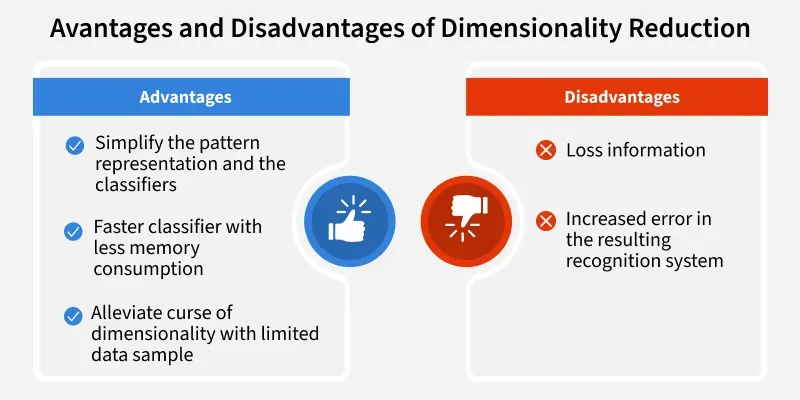 Avantages and Disadvantages of Dimensionality Reduction
Advantages
Simplify the pattern
representation and the
classifiers
Faster classifier with
less memory
consumption
Alleviate curse of
dimensionality with limited
data sample
Disadvantages
Loss information
Increased error in
the resulting
recognition system